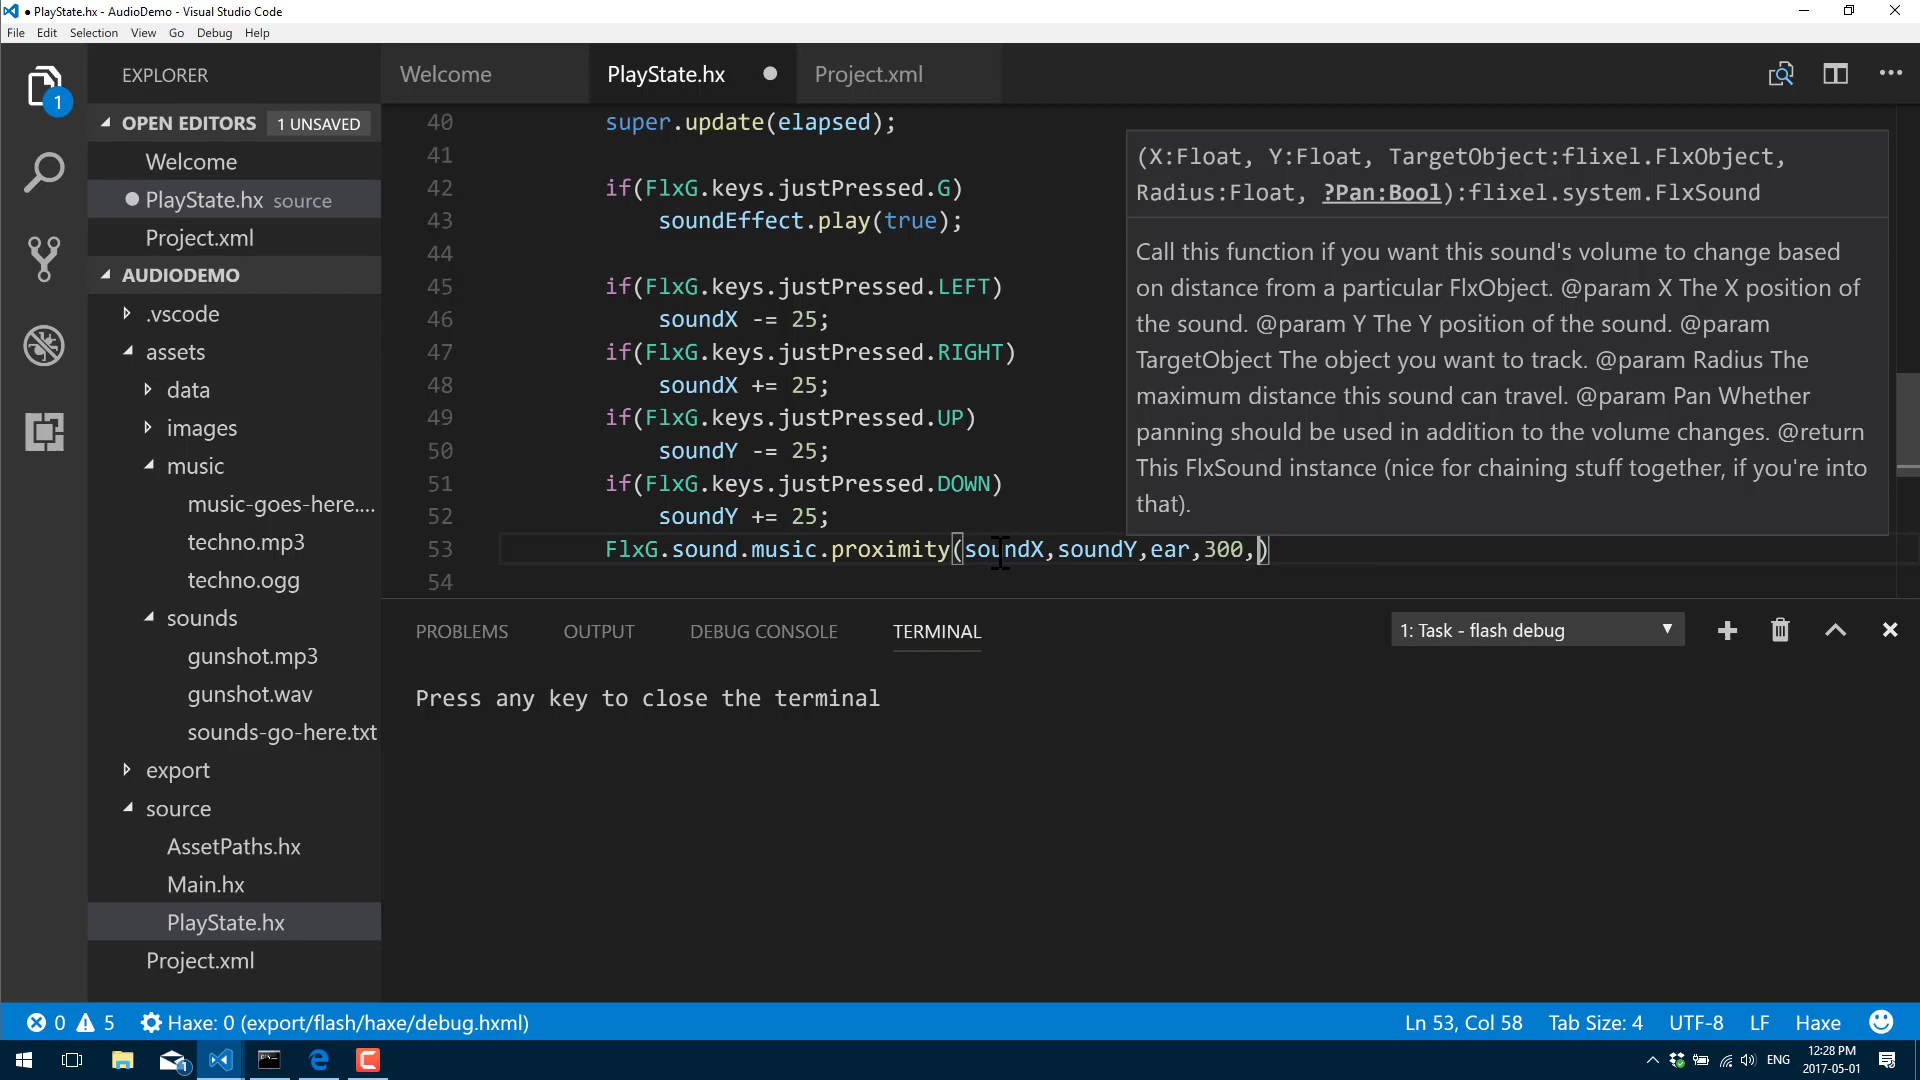 ● PlayState.hx - AudioDemo - Visual Studio Code
File Edit Selection View Go Debug Help
EXPLORER
OPEN EDITORS 1 UNSAVED
Welcome
PlayState.hx source
Project.xml
AUDIODEMO
.vscode
assets
data
images
music
music-goes-here....
techno.mp3
techno.ogg
sounds
gunshot.mp3
gunshot.wav
sounds-go-here.txt
export
source
AssetPaths.hx
Main.hx
PlayState.hx
Project.xml
1
Welcome PlayState.hx Project.xml
40 super.update(elapsed);
41
42 if(FlxG.keys.justPressed.G)
43 soundEffect.play(true);
44
45 if(FlxG.keys.justPressed.LEFT)
46 soundX -= 25;
47 if(FlxG.keys.justPressed.RIGHT)
48 soundX += 25;
49 if(FlxG.keys.justPressed.UP)
50 soundY -= 25;
51 if(FlxG.keys.justPressed.DOWN)
52 soundY += 25;
53 FlxG.sound.music.proximity(soundX,soundY,ear,300,)
54
(X:Float, Y:Float, TargetObject:flixel.FlxObject,
Radius:Float, ?Pan:Bool):flixel.system.FlxSound
Call this function if you want this sound's volume to change based
on distance from a particular FlxObject. @param X The X position of
the sound. @param Y The Y position of the sound. @param
TargetObject The object you want to track. @param Radius The
maximum distance this sound can travel. @param Pan Whether
panning should be used in addition to the volume changes. @return
This FlxSound instance (nice for chaining stuff together, if you're into
that).
PROBLEMS OUTPUT DEBUG CONSOLE TERMINAL 1: Task - flash debug
Press any key to close the terminal
0 5 Haxe: 0 (export/flash/haxe/debug.hxml) Ln 53, Col 58 Tab Size: 4 UTF-8 LF Haxe
1
ENG 12:28 PM
2017-05-01